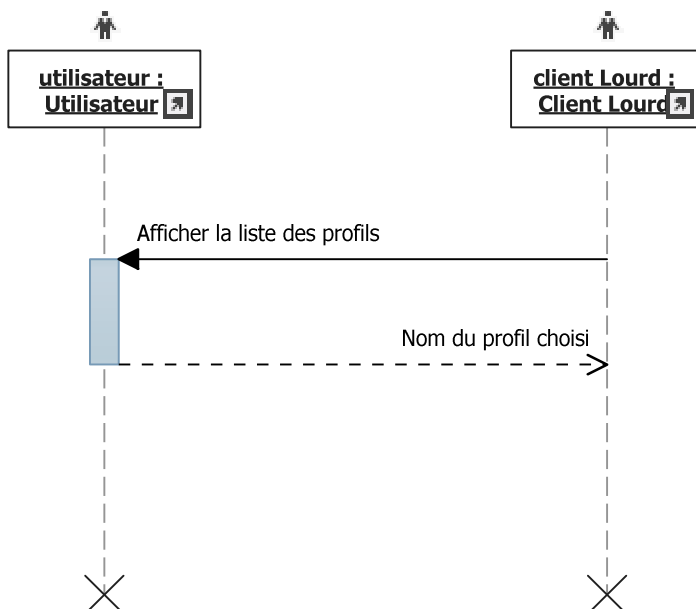 utilisateur :
Utilisateur
client Lourd :
Client Lourd
Afficher la liste des profils
Nom du profil choisi